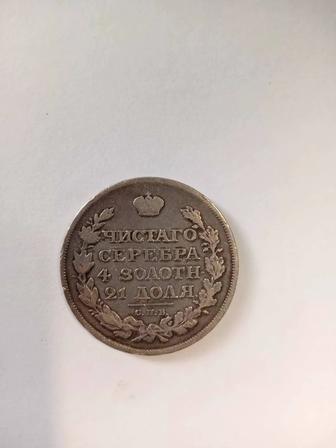 ЧИСТАГО
СЕРЕБРА
4 ЗОЛОТН
21 ДОЛЯ
С.П.Б.